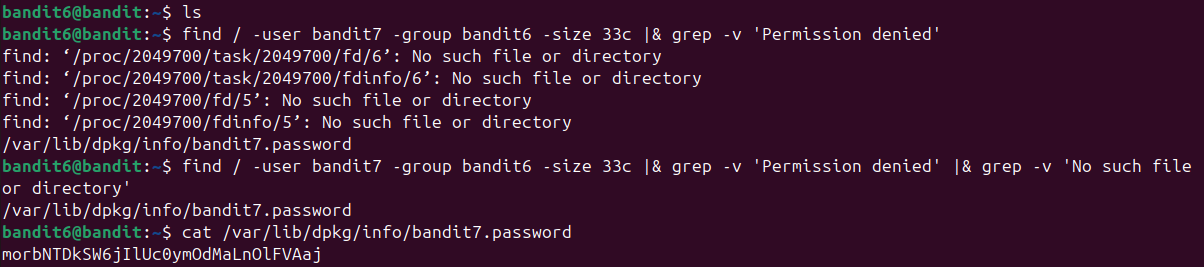 bandit6@bandit:~$ ls
bandit6@bandit:~$ find / -user bandit7 -group bandit6 -size 33c |& grep -v 'Permission denied'
find: ‘/proc/2049700/task/2049700/fd/6’: No such file or directory
find: ‘/proc/2049700/task/2049700/fdinfo/6’: No such file or directory
find: ‘/proc/2049700/fd/5’: No such file or directory
find: ‘/proc/2049700/fdinfo/5’: No such file or directory
/var/lib/dpkg/info/bandit7.password
bandit6@bandit:~$ find / -user bandit7 -group bandit6 -size 33c |& grep -v 'Permission denied' |& grep -v 'No such file
or directory'
/var/lib/dpkg/info/bandit7.password
bandit6@bandit:~$ cat /var/lib/dpkg/info/bandit7.password
morbNTDkSW6jIlUc0ymOdMaLnOlFVAaj